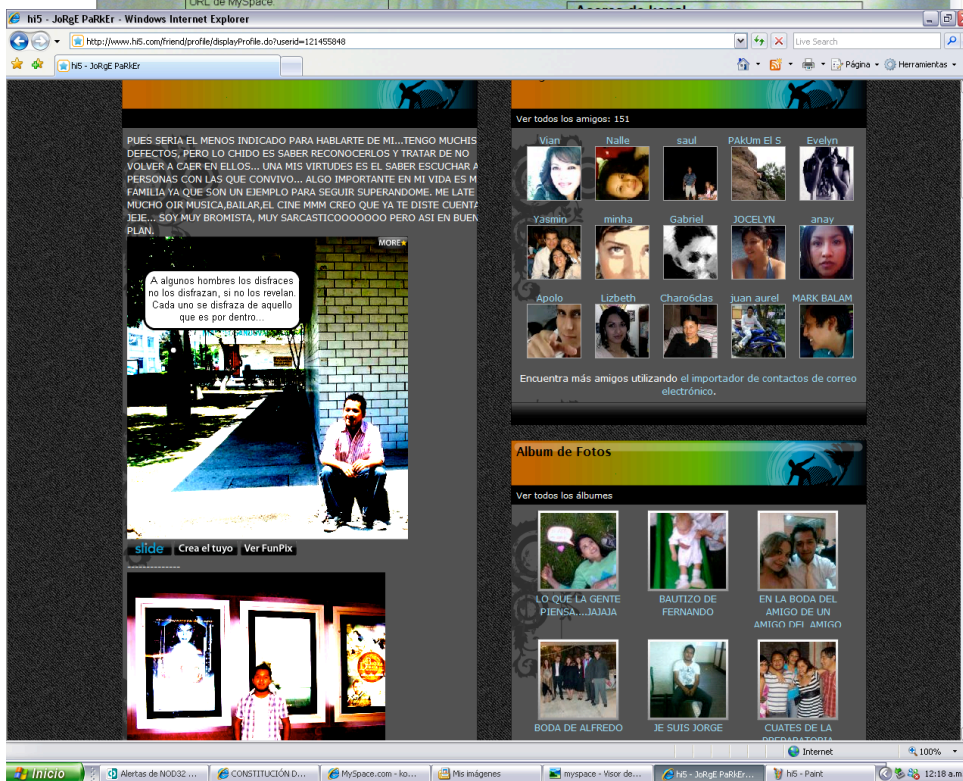 URL de MySpace.
hi5 - JoRgE PaRkEr - Windows Internet Explorer
http://www.hi5.com/friend/profile/displayProfile.do?userid=121455848
Live Search
hi5 - JoRgE PaRkEr
Página
Herramientas
PUES SERIA EL MENOS INDICADO PARA HABLARTE DE MI...TENGO MUCHIS
DEFECTOS, PERO LO CHIDO ES SABER RECONOCERLOS Y TRATAR DE NO
VOLVER A CAER EN ELLOS... UNA MIS VIRTUDES ES EL SABER ESCUCHAR A
PERSONAS CON LAS QUE CONVIVO... ALGO IMPORTANTE EN MI VIDA ES M
FAMILIA YA QUE SON UN EJEMPLO PARA SEGUIR SUPERANDOME. ME LATE
MUCHO OIR MUSICA,BAILAR,EL CINE MMM CREO QUE YA TE DISTE CUENTA
JEJE... SOY MUY BROMISTA, MUY SARCASTICOOOOOOO PERO ASI EN BUEN
PLAN.
MORE
A algunos hombres los disfraces
no los disfrazan, si no los revelan.
Cada uno se disfraza de aquello
que es por dentro...
slide Crea el tuyo Ver FunPix
--------------
Ver todos los amigos: 151
Vian Nalle saul PAkUm El S Evelyn
Yasmin minha Gabriel JOCELYN anay
Apolo Lizbeth Charo6clas juan aurel MARK BALAM
Encuentra más amigos utilizando el importador de contactos de correo
electrónico.
Album de Fotos
Ver todos los álbumes
LO QUE LA GENTE
PIENSA....JAJAJA
BAUTIZO DE
FERNANDO
EN LA BODA DEL
AMIGO DE UN
AMIGO DEL AMIGO
BODA DE ALFREDO
JE SUIS JORGE
CUATES DE LA
PREPARATORIA
Internet
100%
Inicio
Alertas de NOD32 ...
CONSTITUCIÓN D...
MySpace.com - ko...
Mis imágenes
myspace - Visor de...
hi5 - JoRgE PaRkEr...
hi5 - Paint
12:18 a.m.